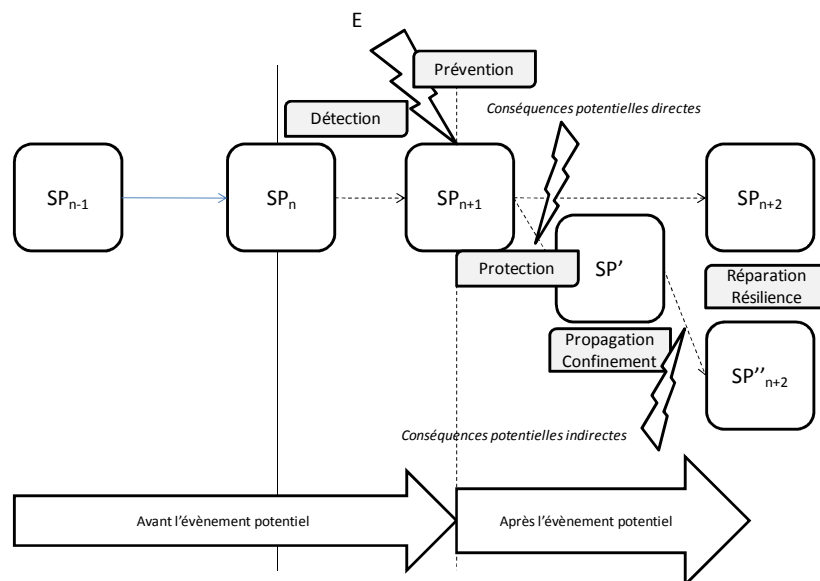 E
Prévention
Détection
Conséquences potentielles directes
SPn-1
SPn
SPn+1
SPn+2
Protection
SP’
Réparation
Résilience
Propagation
Confinement
SP’’n+2
Conséquences potentielles indirectes
Avant l’évènement potentiel
Après l’évènement potentiel